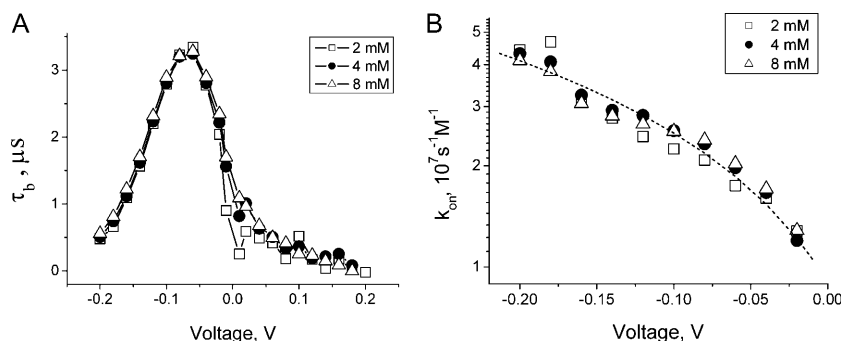 A
B
τb , μs
3
2
1
0
-0.2
-0.1
0.0
0.1
0.2
Voltage, V
2 mM
4 mM
8 mM
kon, 10⁷s⁻¹M⁻¹
5
4
3
2
1
-0.20
-0.15
-0.10
-0.05
0.00
Voltage, V
2 mM
4 mM
8 mM